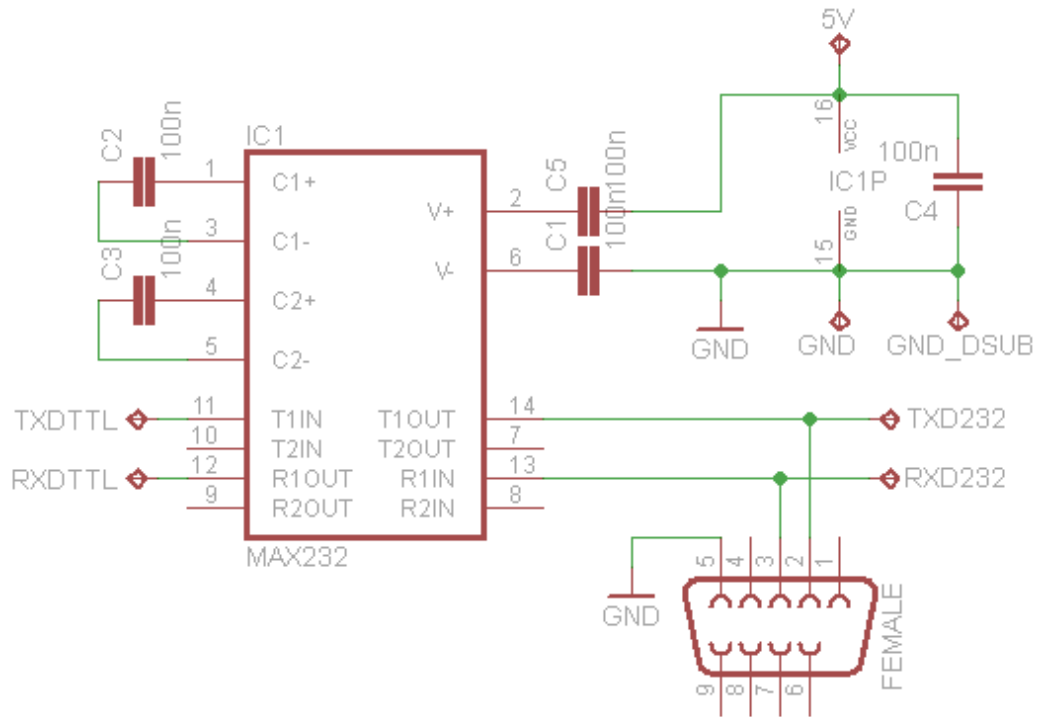 5V
IC1
C2
100n
1
C1+
3
C1-
C3
100n
4
C2+
5
C2-
V+
2
C5
100n
V-
6
C1
100n
16
VCC
IC1P
15
GND
100n
C4
GND
GND
GND_DSUB
TXDTTL
11
T1IN
T1OUT
14
TXD232
10
T2IN
T2OUT
7
RXDTTL
12
R1OUT
R1IN
13
RXD232
9
R2OUT
R2IN
8
MAX232
GND
5
4
3
2
1
FEMALE
9
8
7
6